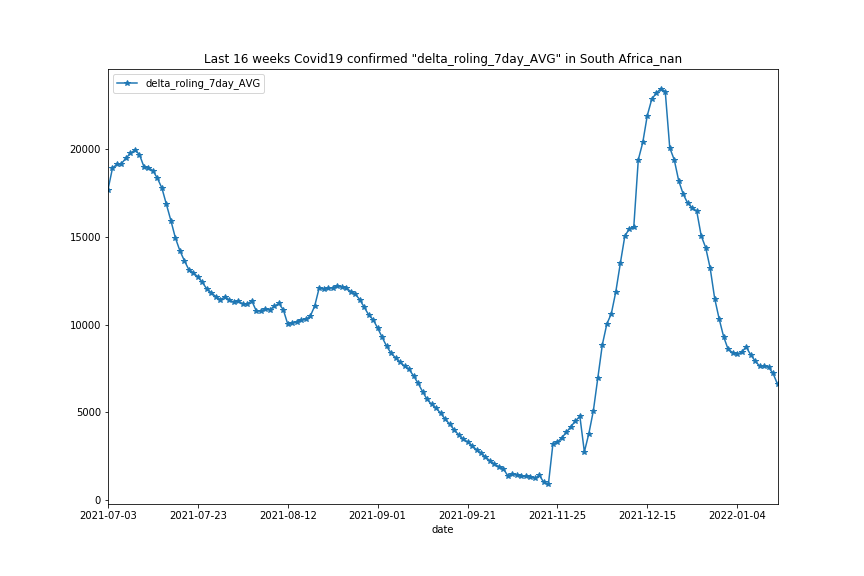 Last 16 weeks Covid19 confirmed "delta_roling_7day_AVG" in South Africa_nan
delta_roling_7day_AVG
20000
15000
10000
5000
0
2021-07-03 2021-07-23 2021-08-12 2021-09-01 2021-09-21 2021-11-25 2021-12-15 2022-01-04
date